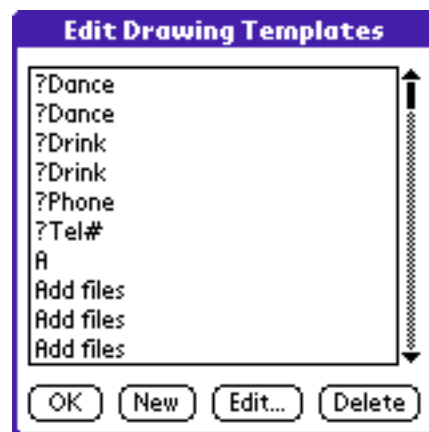 Edit Drawing Templates
?Dance
?Dance
?Drink
?Drink
?Phone
?Tel#
A
Add files
Add files
Add files
OK New Edit... Delete